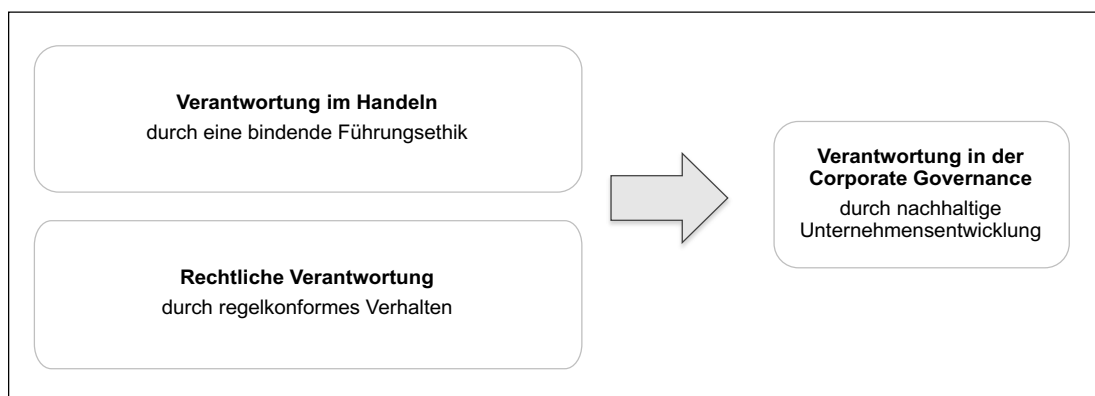 Verantwortung im Handeln
durch eine bindende Führungsethik
Rechtliche Verantwortung
durch regelkonformes Verhalten
Verantwortung in der
Corporate Governance
durch nachhaltige
Unternehmensentwicklung